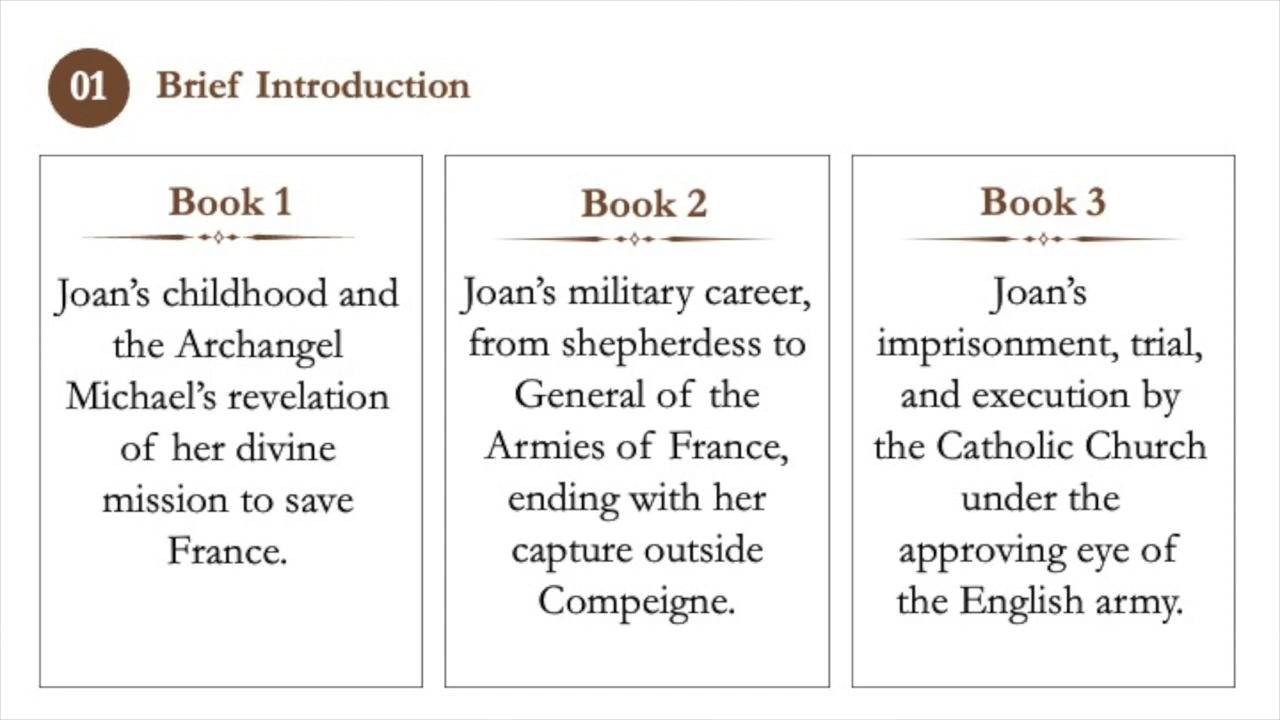 01
Brief Introduction
Book 1
Joan's childhood and
the Archangel
Michael's revelation
of her divine
mission to save
France.
Book 2
Joan's military career,
from shepherdess to
General of the
Armies of France,
ending with her
capture outside
Compeigne.
Book 3
Joan's
imprisonment, trial,
and execution by
the Catholic Church
under the
approving eye of
the English army.